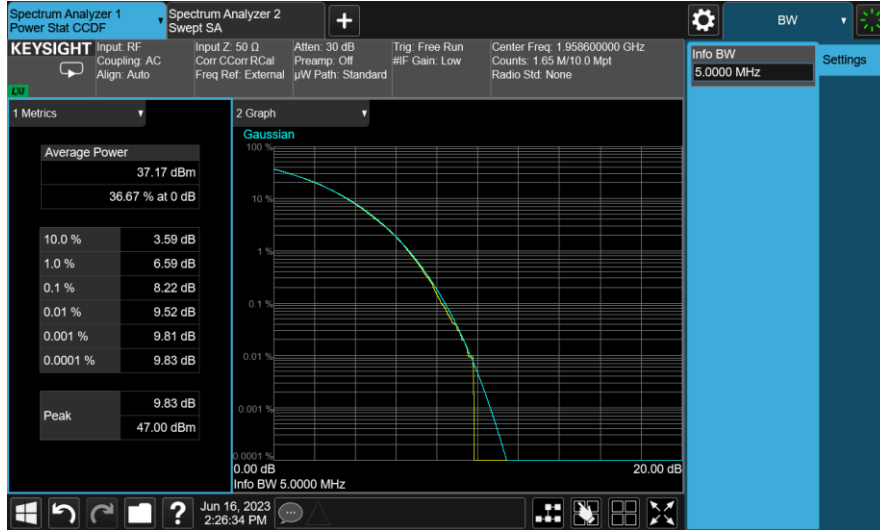 Spectrum Analyzer 1
Power Stat CCDF
Spectrum Analyzer 2
Swept SA
+
BW
KEYSIGHT
Input: RF
Coupling: AC
Align: Auto
Input Z: 50 Ω
Corr CCorr RCal
Freq Ref: External
Atten: 30 dB
Preamp: Off
µW Path: Standard
Trig: Free Run
#IF Gain: Low
Center Freq: 1.958600000 GHz
Counts: 1.65 M/10.0 Mpt
Radio Std: None
LXI
Info BW
5.0000 MHz
Settings
1 Metrics
Average Power
37.17 dBm
36.67 % at 0 dB
10.0 % 3.59 dB
1.0 % 6.59 dB
0.1 % 8.22 dB
0.01 % 9.52 dB
0.001 % 9.81 dB
0.0001 % 9.83 dB
Peak
9.83 dB
47.00 dBm
2 Graph
Gaussian
100 %
10 %
1 %
0.1 %
0.01 %
0.001 %
0.0001 %
0.00 dB 20.00 dB
Info BW 5.0000 MHz
?
Jun 16, 2023
2:26:34 PM